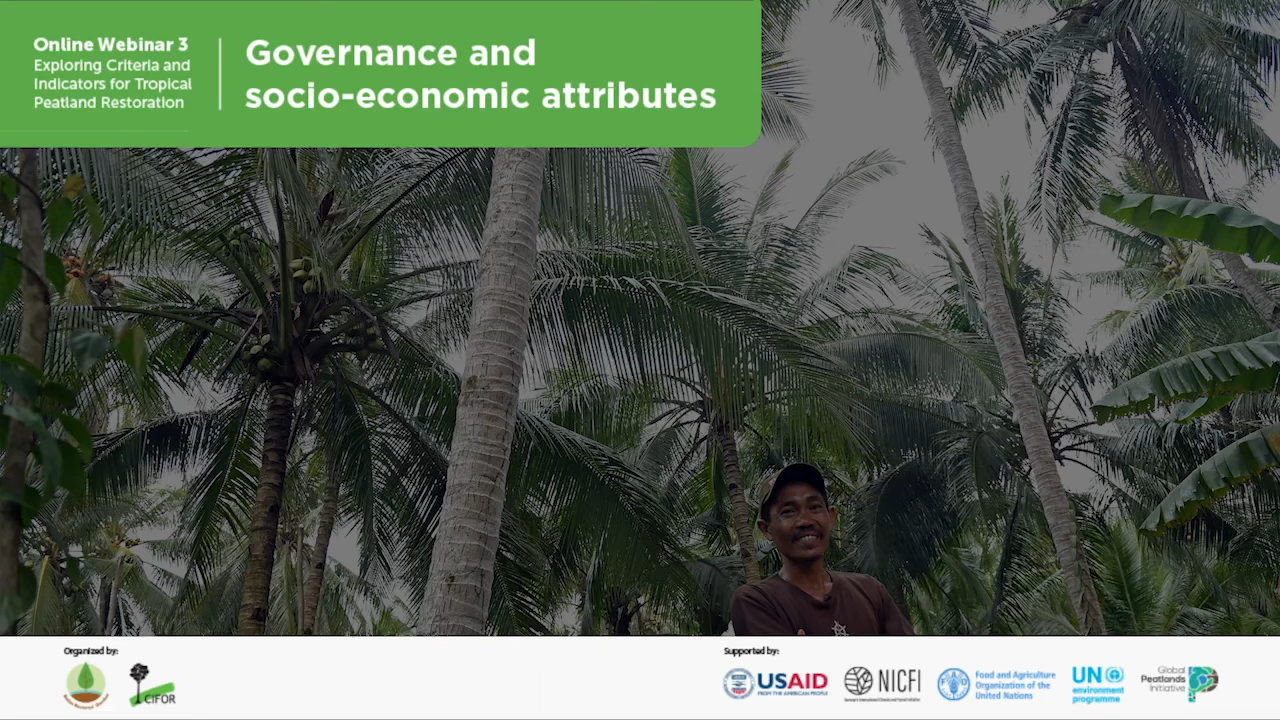 Online Webinar 3
Exploring Criteria and
Indicators for Tropical
Peatland Restoration
Governance and
socio-economic attributes
Organized by:
CIFOR
Supported by:
USAID
FROM THE AMERICAN PEOPLE
NICFI
Food and Agriculture
Organization of the
United Nations
UN
environment
programme
Global
Peatlands
Initiative